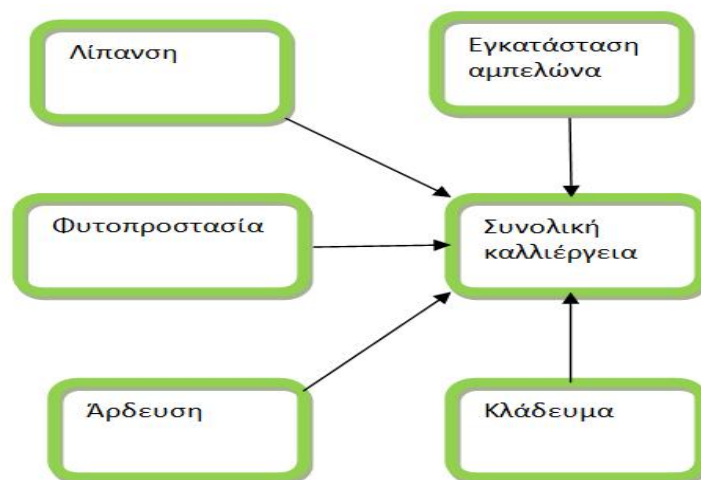 Λίπανση
Εγκατάσταση
αμπελώνα
Φυτοπροστασία
Συνολική
καλλιέργεια
Άρδευση
Κλάδευμα